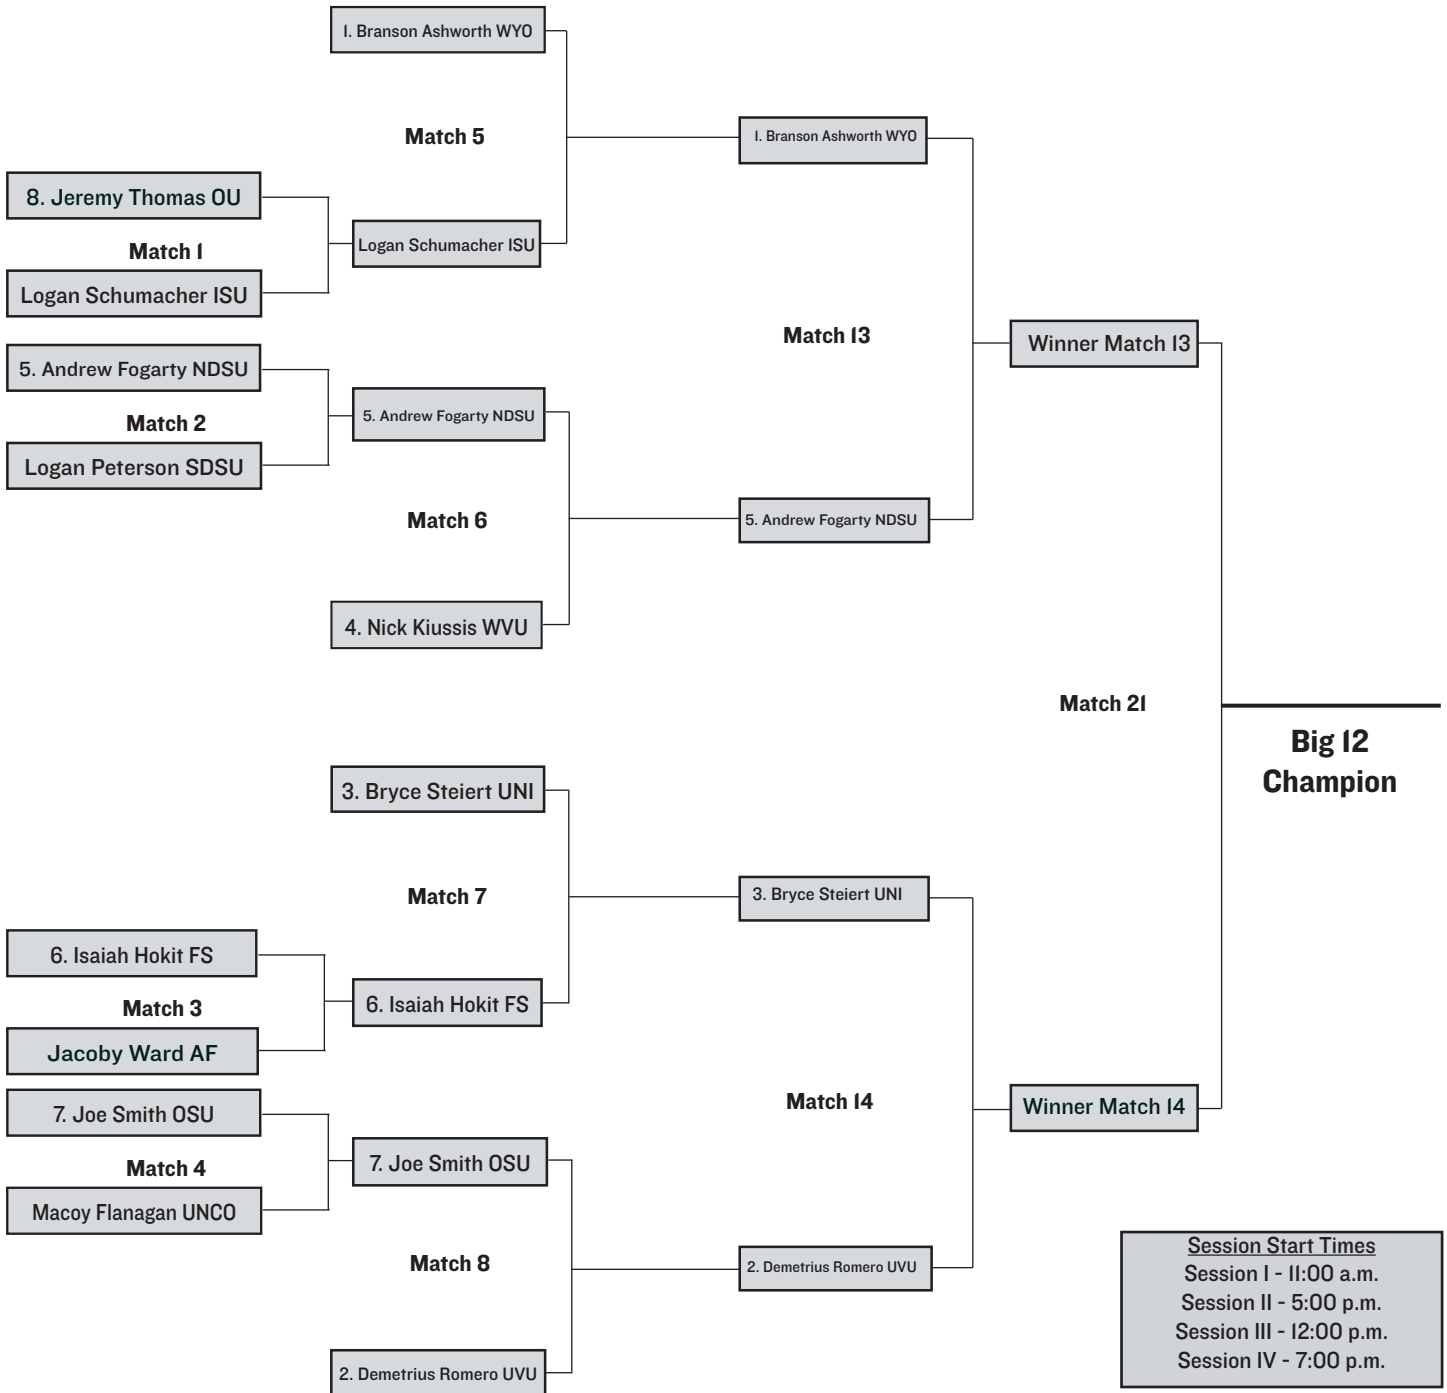 1. Branson Ashworth WYO
Match 5
1. Branson Ashworth WYO
8. Jeremy Thomas OU
Match 1
Logan Schumacher ISU
Logan Schumacher ISU
Match 13
Winner Match 13
5. Andrew Fogarty NDSU
Match 2
5. Andrew Fogarty NDSU
Logan Peterson SDSU
Match 6
5. Andrew Fogarty NDSU
4. Nick Kiussis WVU
Match 21
Big 12
Champion
3. Bryce Steiert UNI
Match 7
3. Bryce Steiert UNI
6. Isaiah Hokit FS
Match 3
6. Isaiah Hokit FS
Jacoby Ward AF
7. Joe Smith OSU
Match 14
Winner Match 14
Match 4
7. Joe Smith OSU
Macoy Flanagan UNCO
Match 8
2. Demetrius Romero UVU
2. Demetrius Romero UVU
Session Start Times
Session I - 11:00 a.m.
Session II - 5:00 p.m.
Session III - 12:00 p.m.
Session IV - 7:00 p.m.